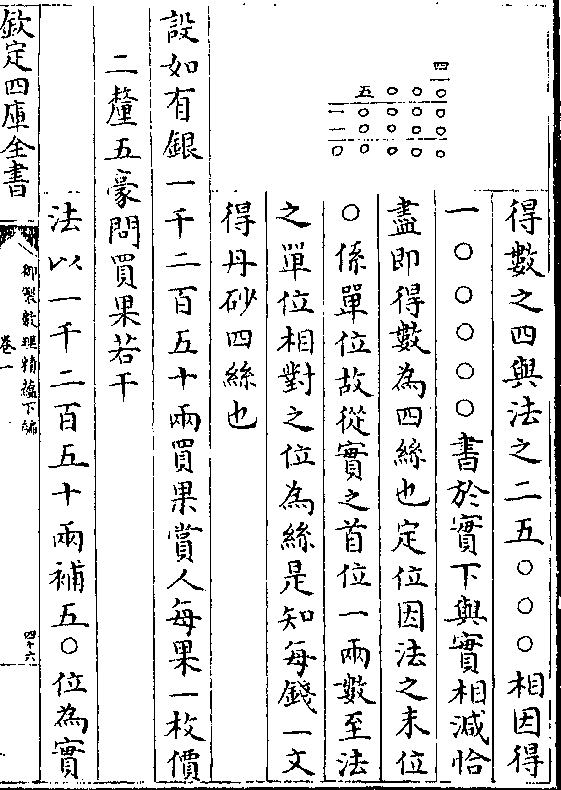 四
五〇〇〇
一〇〇〇〇
一〇〇〇〇
〇〇〇〇〇
得數之四與法之二五〇〇〇相因得
一〇〇〇〇〇書於實下與實相減恰
盡即得數為四絲也定位因法之末位
〇係單位故從實之首位一兩數至法
之單位相對之位為絲是知每錢一文
得丹砂四絲也
設如有銀一千二百五十兩買果賞人每果一枚價
二釐五豪問買果若干
法以一千二百五十兩補五〇位為實
欽定四庫全書
御製數理精蘊下編
卷一
四十六